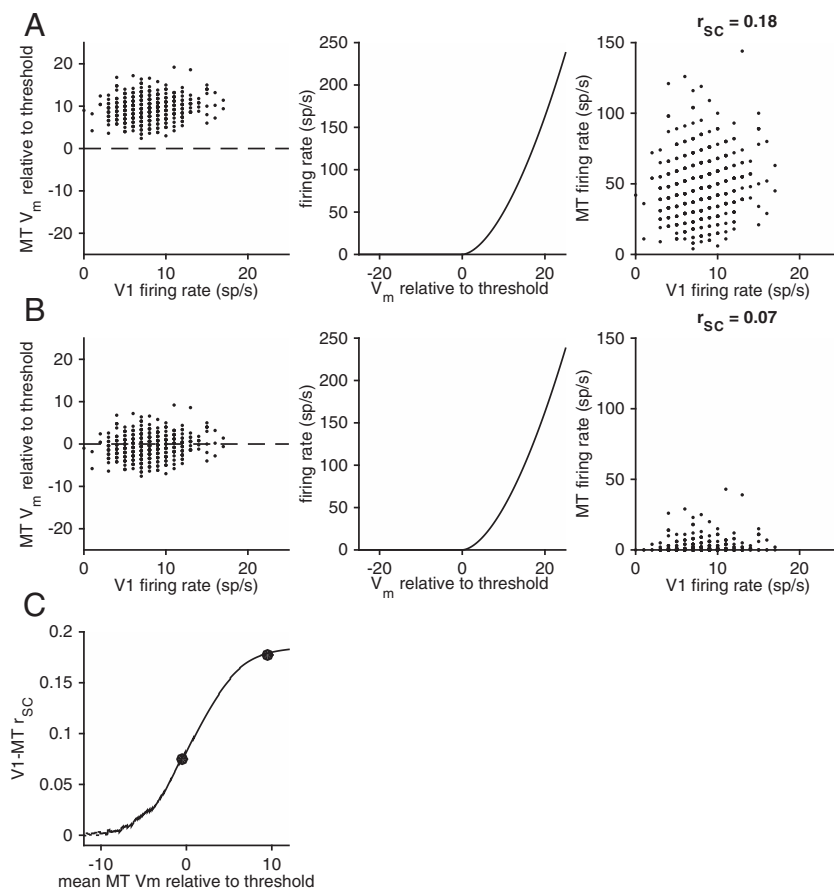 A
r_SC = 0.18
MT V_m relative to threshold
20
10
0
-10
-20
0
20
V1 firing rate (sp/s)
10
firing rate (sp/s)
250
200
150
100
50
0
-20
0
20
V_m relative to threshold
MT firing rate (sp/s)
150
100
50
0
0
10
20
V1 firing rate (sp/s)
B
r_SC = 0.07
MT V_m relative to threshold
20
10
0
-10
-20
0
10
20
V1 firing rate (sp/s)
firing rate (sp/s)
250
200
150
100
50
0
-20
0
20
V_m relative to threshold
MT firing rate (sp/s)
150
100
50
0
0
10
20
V1 firing rate (sp/s)
C
V1-MT r_SC
0.2
0.15
0.1
0.05
0
-10
0
10
mean MT Vm relative to threshold